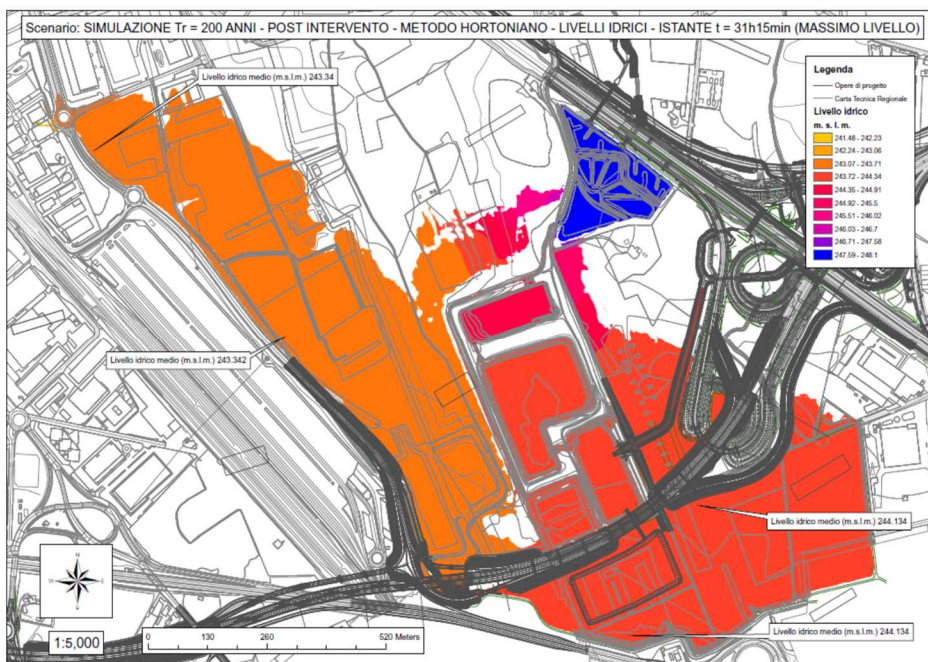 Scenario: SIMULAZIONE Tr = 200 ANNI - POST INTERVENTO - METODO HORTONIANO - LIVELLI IDRICI - ISTANTE t = 31h15min (MASSIMO LIVELLO)
Livello idrico medio (m.s.l.m.) 243.34
Legenda
Opere di progetto
Carta Tecnica Regionale
Livello idrico
m. s. l. m.
241.48 - 242.23
242.24 - 243.06
243.07 - 243.71
243.72 - 244.34
244.35 - 244.91
244.92 - 245.5
245.51 - 246.02
246.03 - 246.7
246.71 - 247.58
247.59 - 248.1
Livello idrico medio (m.s.l.m.) 243.342
Livello idrico medio (m.s.l.m.) 244.134
N
W E
S
1:5,000
0 130 260 520 Meters
Livello idrico medio (m.s.l.m.) 244.134